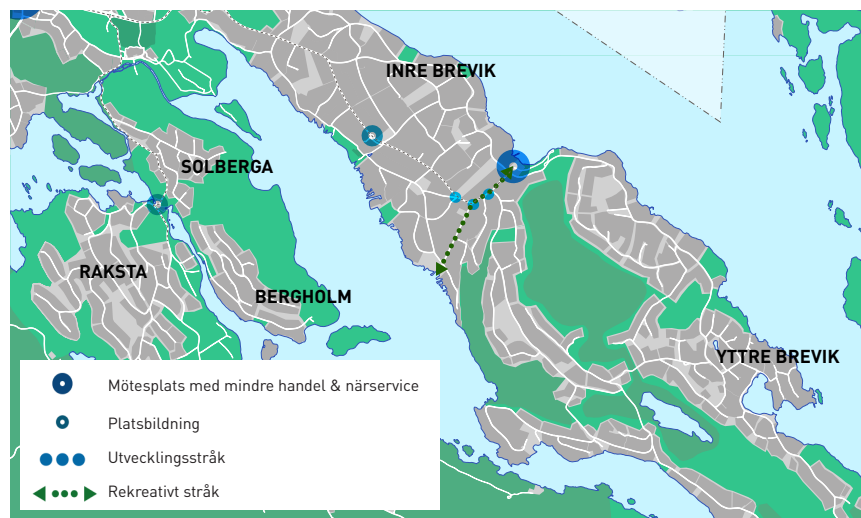 INRE BREVIK
SOLBERGA
RAKSTA
BERGHOLM
YTTRE BREVIK
Mötesplats med mindre handel & närservice
Platsbildning
Utvecklingsstråk
Rekreativt stråk